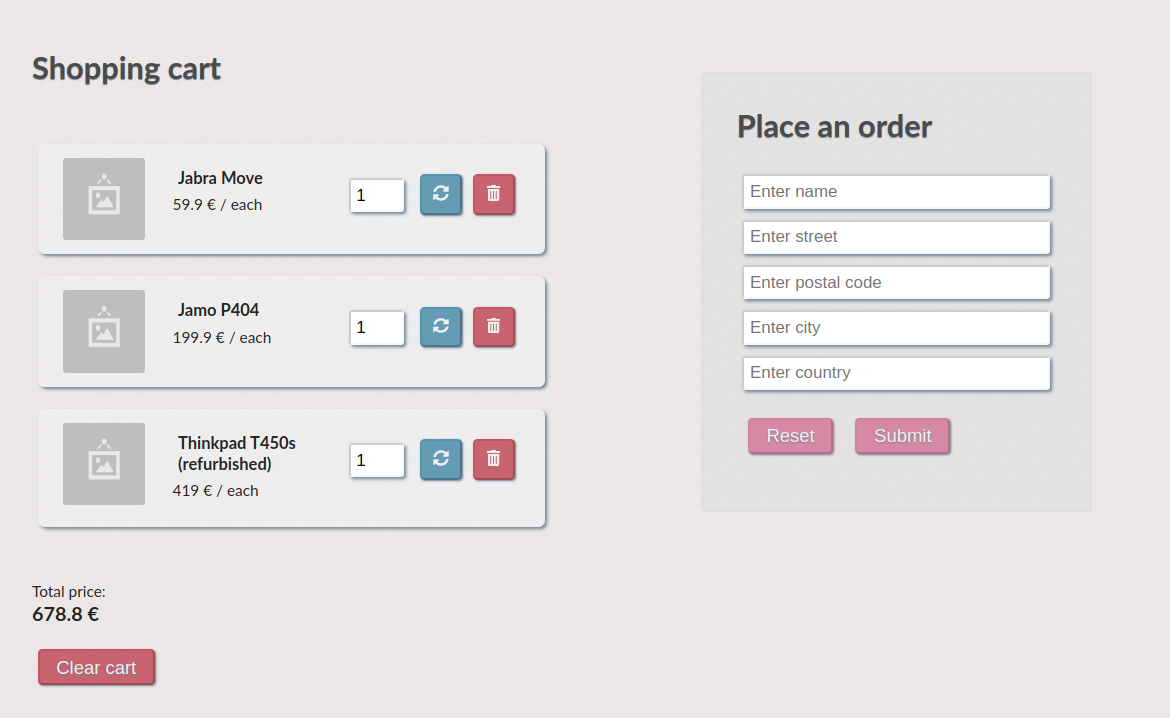 Shopping cart
Jabra Move
59.9 € / each
1
Jamo P404
199.9 € / each
1
Thinkpad T450s
(refurbished)
419 € / each
1
Total price:
678.8 €
Clear cart
Place an order
Enter name
Enter street
Enter postal code
Enter city
Enter country
Reset
Submit